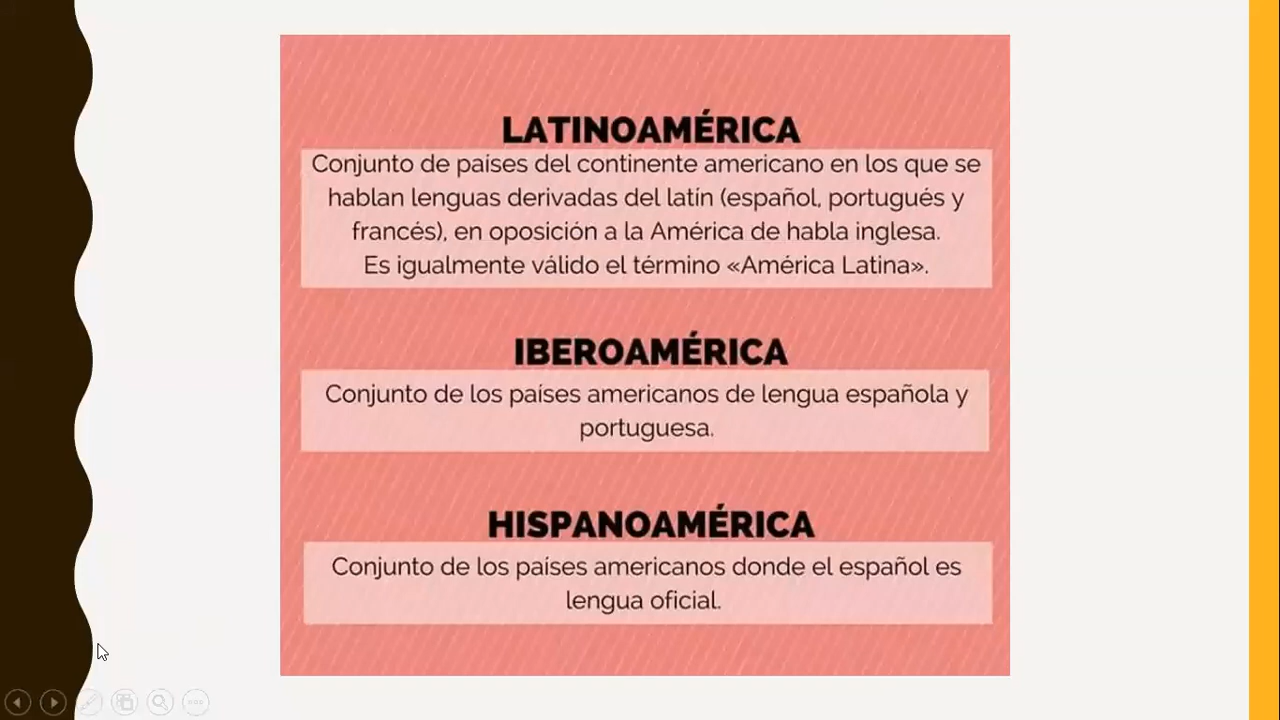 LATINOAMÉRICA
Conjunto de países del continente americano en los que se
hablan lenguas derivadas del latín (español, portugués y
francés), en oposición a la América de habla inglesa.
Es igualmente válido el término «América Latina».
IBEROAMÉRICA
Conjunto de los países americanos de lengua española y
portuguesa.
HISPANOAMÉRICA
Conjunto de los países americanos donde el español es
lengua oficial.